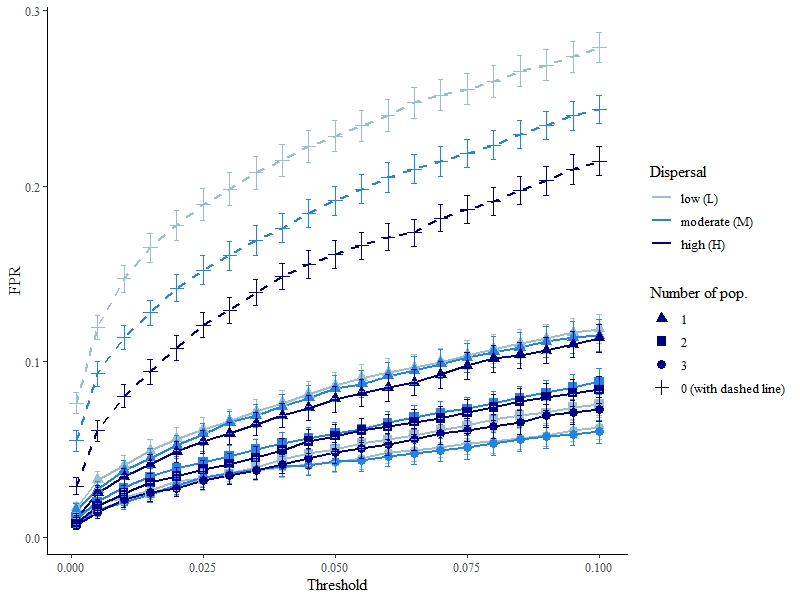 0.3
0.2
0.1
0.0
FPR
0.000
0.025
0.050
0.075
0.100
Threshold
Dispersal
low (L)
moderate (M)
high (H)
Number of pop.
1
2
3
0 (with dashed line)